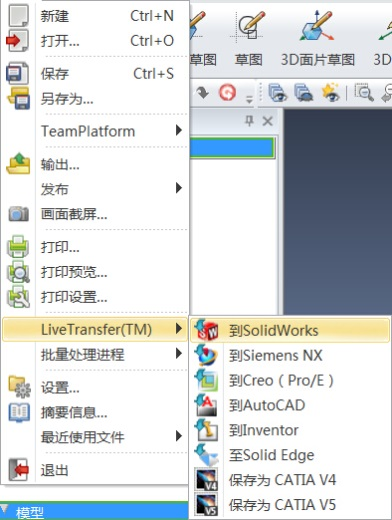 新建 Ctrl+N
打开... Ctrl+O
保存 Ctrl+S
另存为...
TeamPlatform
输出...
发布
画面截屏...
打印...
打印预览...
打印设置...
LiveTransfer(TM)
批量处理进程
设置...
摘要信息...
最近使用文件
退出
模型
草图
草图
3D面片草图
3D
到SolidWorks
到Siemens NX
到Creo（Pro/E）
到AutoCAD
到Inventor
至Solid Edge
保存为 CATIA V4
保存为 CATIA V5